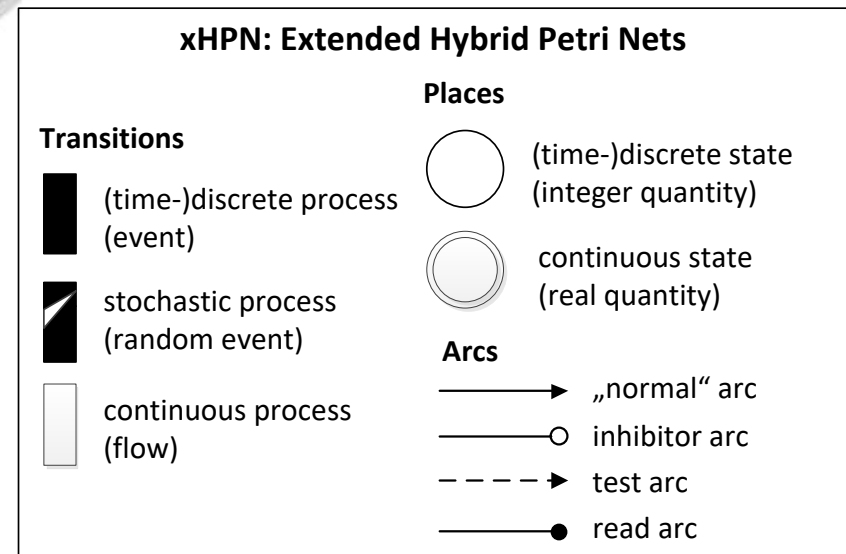 xHPN: Extended Hybrid Petri Nets
Transitions
(time-)discrete process
(event)
stochastic process
(random event)
continuous process
(flow)
Places
(time-)discrete state
(integer quantity)
continuous state
(real quantity)
Arcs
„normal“ arc
inhibitor arc
test arc
read arc